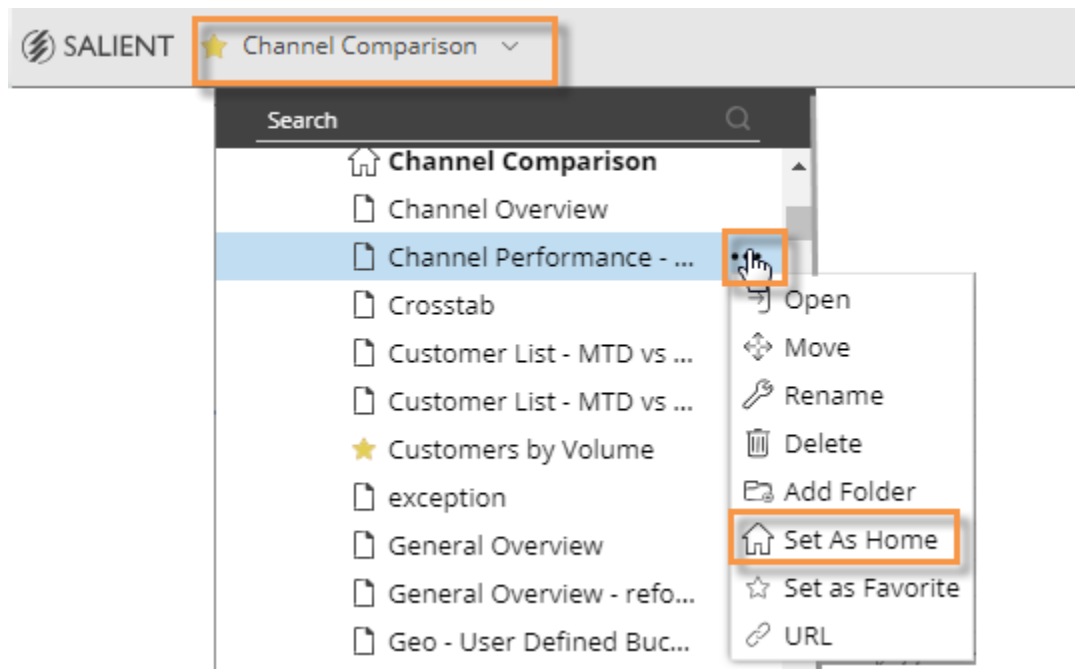 SALIENT
Channel Comparison
Search
Channel Comparison
Channel Overview
Channel Performance - ...
Crosstab
Customer List - MTD vs ...
Customer List - MTD vs ...
Customers by Volume
exception
General Overview
General Overview - refo...
Geo - User Defined Buc...
Open
Move
Rename
Delete
Add Folder
Set As Home
Set as Favorite
URL